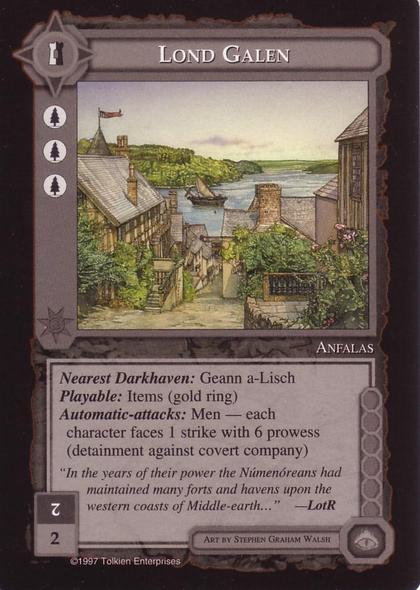 LOND GALEN
ANFALAS
Nearest Darkhaven: Geann a-Lisch
Playable: Items (gold ring)
Automatic-attacks: Men — each
character faces 1 strike with 6 prowess
(detainment against covert company)
“In the years of their power the Númenóreans had
maintained many forts and havens upon the
western coasts of Middle-earth…” —LotR
2
2
ART BY STEPHEN GRAHAM WALSH
©1997 Tolkien Enterprises